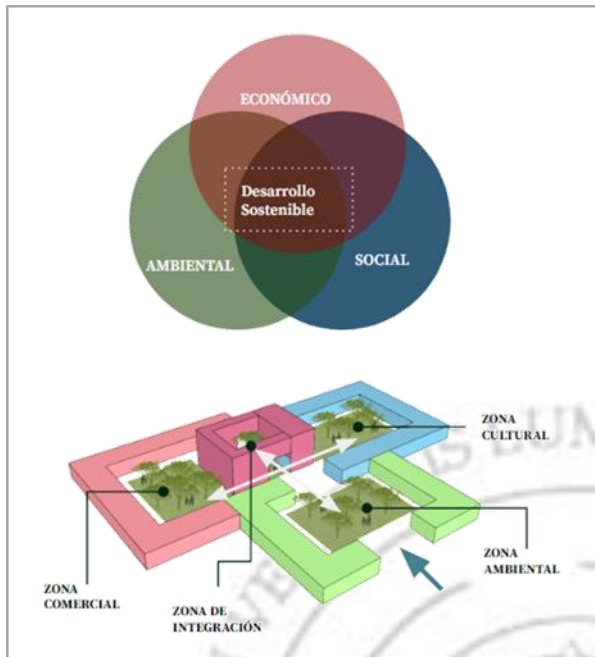 ECONÓMICO
Desarrollo
Sostenible
AMBIENTAL
SOCIAL
ZONA
CULTURAL
ZONA
AMBIENTAL
ZONA
COMERCIAL
ZONA DE
INTEGRACIÓN